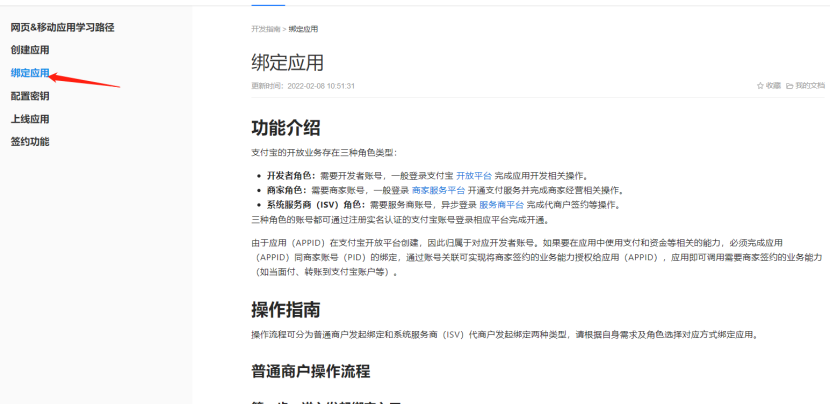 网页&移动应用学习路径
创建应用
绑定应用
配置密钥
上线应用
签约功能
开发指南 > 绑定应用
绑定应用
更新时间：2022-02-08 10:51:31
收藏 我的文档
功能介绍
支付宝的开放业务存在三种角色类型：
• 开发者角色：需要开发者账号，一般登录支付宝 开放平台 完成应用开发相关操作。
• 商家角色：需要商家账号，一般登录 商家服务平台 开通支付服务并完成商家经营相关操作。
• 系统服务商（ISV）角色：需要服务商账号，异步登录 服务商平台 完成代商户签约等操作。
三种角色的账号都可通过注册实名认证的支付宝账号登录相应平台完成开通。
由于应用（APPID）在支付宝开放平台创建，因此归属于对应开发者账号。如果要在应用中使用支付和资金等相关的能力，必须完成应用
（APPID）同商家账号（PID）的绑定，通过账号关联可实现将商家签约的业务能力授权给应用（APPID），应用即可调用需要商家签约的业务能力
（如当面付、转账到支付宝账户等）。
操作指南
操作流程可分为普通商户发起绑定和系统服务商（ISV）代商户发起绑定两种类型，请根据自身需求及角色选择对应方式绑定应用。
普通商户操作流程